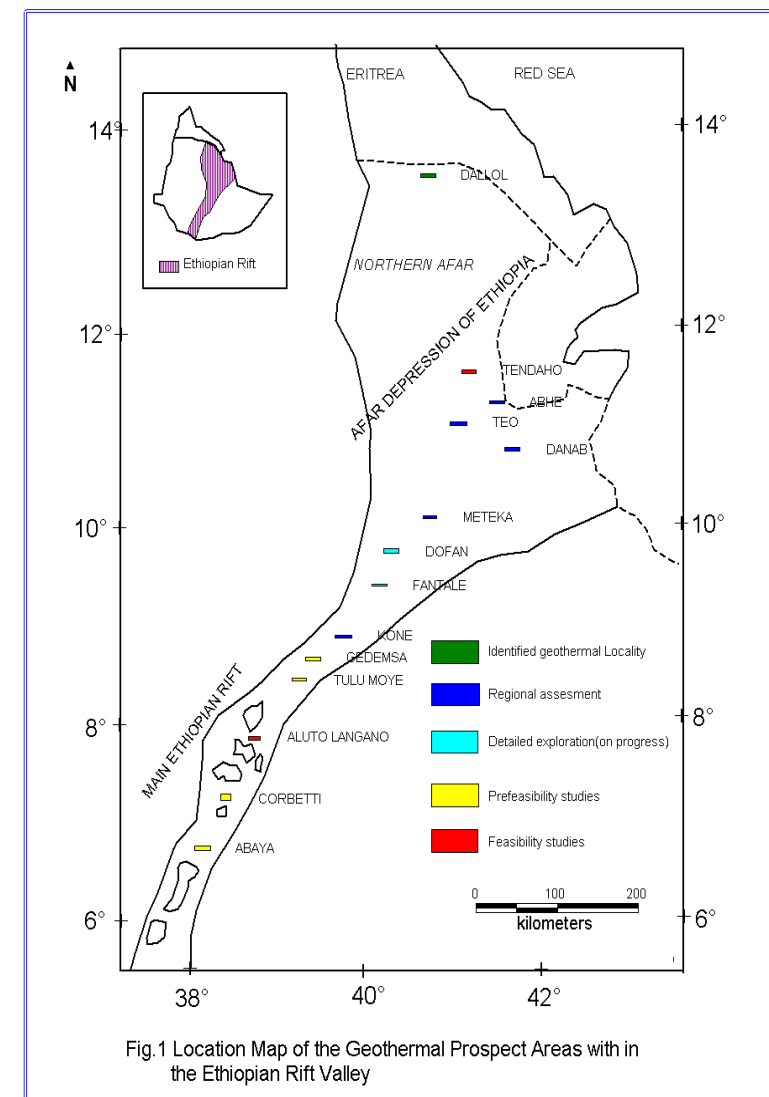 ERITREA
RED SEA
N
14°
14°
DALLOL
Ethiopian Rift
NORTHERN AFAR
AFAR DEPRESSION OF ETHIOPIA
12°
12°
TENDAHO
ABHE
TEO
DANAB
METEKA
10°
10°
DOFAN
FANTALE
KONE
GEDEMSA
TULU MOYE
MAIN ETHIOPIAN RIFT
8°
8°
ALUTO LANGANO
CORBETTI
ABAYA
6°
6°
Identified geothermal Locality
Regional assesment
Detailed exploration(on progress)
Prefeasibility studies
Feasibility studies
0 100 200
kilometers
38° 40° 42°
Fig.1 Location Map of the Geothermal Prospect Areas with in
the Ethiopian Rift Valley